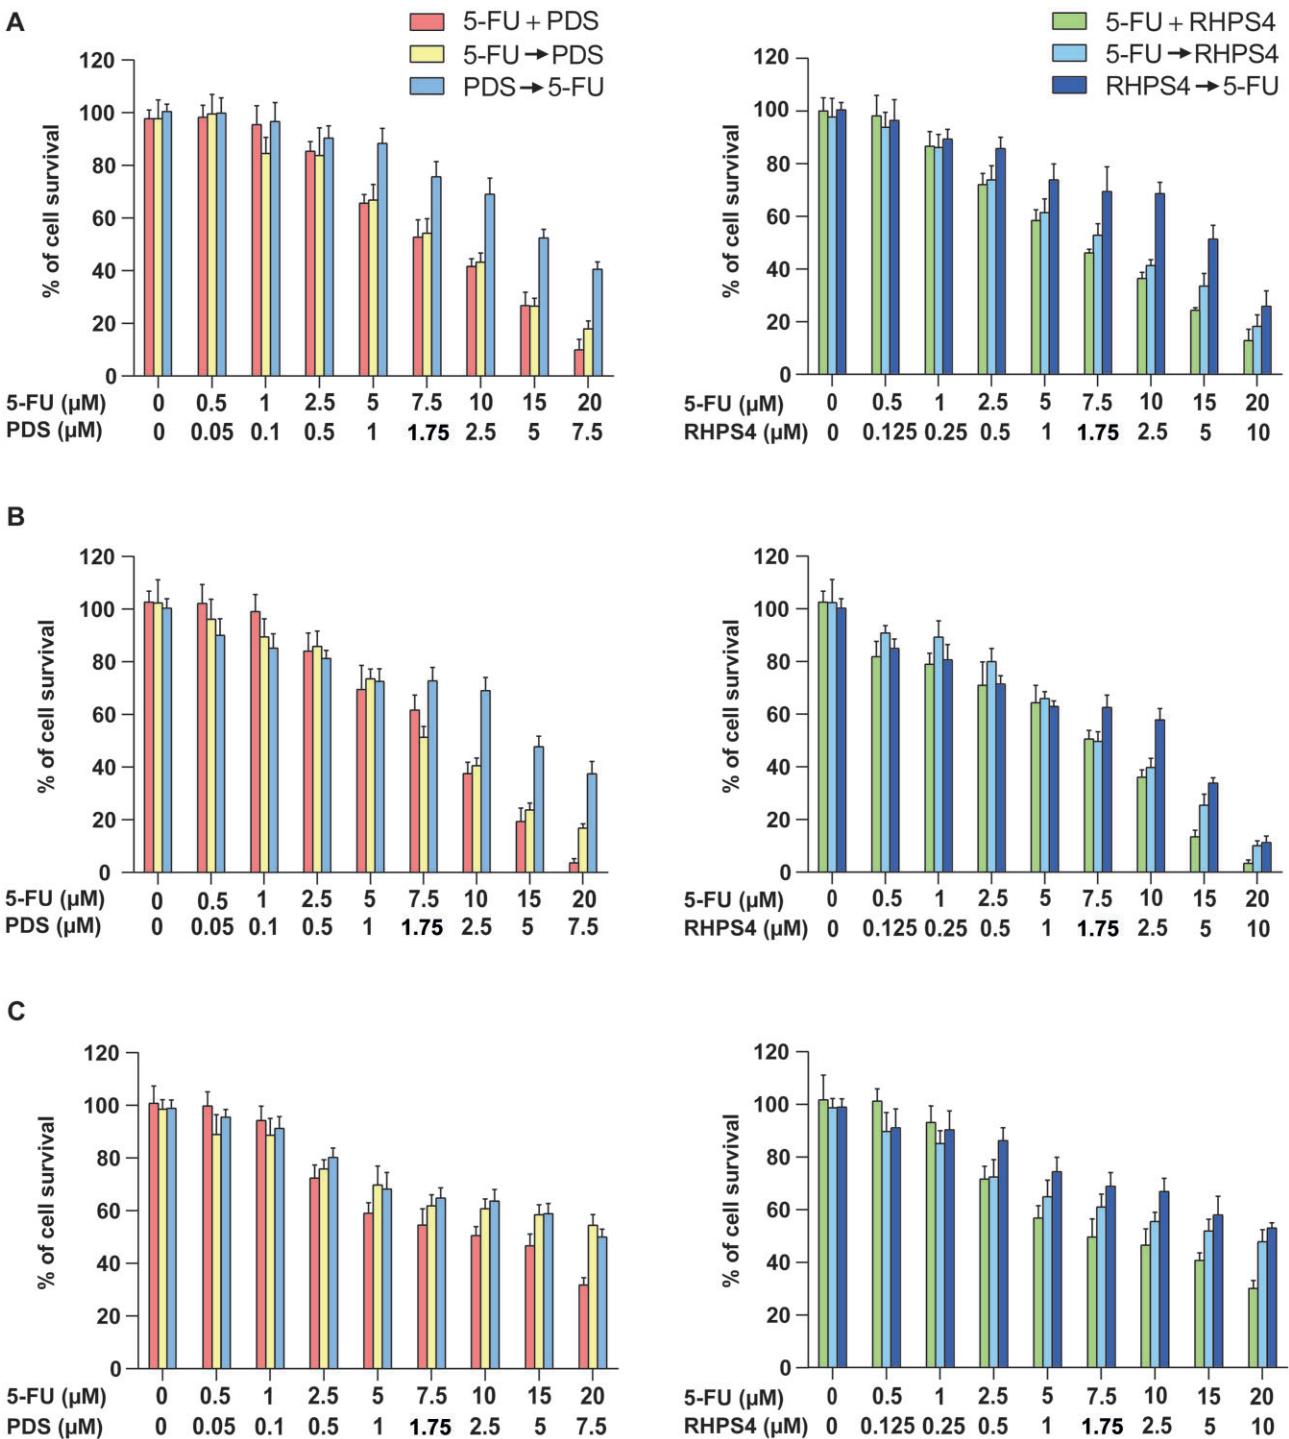 A
5-FU + PDS
5-FU → PDS
PDS → 5-FU
% of cell survival
120
100
80
60
40
20
0
5-FU (µM) 0 0.5 1 2.5 5 7.5 10 15 20
PDS (µM) 0 0.05 0.1 0.5 1 1.75 2.5 5 7.5
5-FU + RHPS4
5-FU → RHPS4
RHPS4 → 5-FU
% of cell survival
120
100
80
60
40
20
0
5-FU (µM) 0 0.5 1 2.5 5 7.5 10 15 20
RHPS4 (µM) 0 0.125 0.25 0.5 1 1.75 2.5 5 10
B
% of cell survival
120
100
80
60
40
20
0
5-FU (µM) 0 0.5 1 2.5 5 7.5 10 15 20
PDS (µM) 0 0.05 0.1 0.5 1 1.75 2.5 5 7.5
% of cell survival
120
100
80
60
40
20
0
5-FU (µM) 0 0.5 1 2.5 5 7.5 10 15 20
RHPS4 (µM) 0 0.125 0.25 0.5 1 1.75 2.5 5 10
C
% of cell survival
120
100
80
60
40
20
0
5-FU (µM) 0 0.5 1 2.5 5 7.5 10 15 20
PDS (µM) 0 0.05 0.1 0.5 1 1.75 2.5 5 7.5
% of cell survival
120
100
80
60
40
20
0
5-FU (µM) 0 0.5 1 2.5 5 7.5 10 15 20
RHPS4 (µM) 0 0.125 0.25 0.5 1 1.75 2.5 5 10